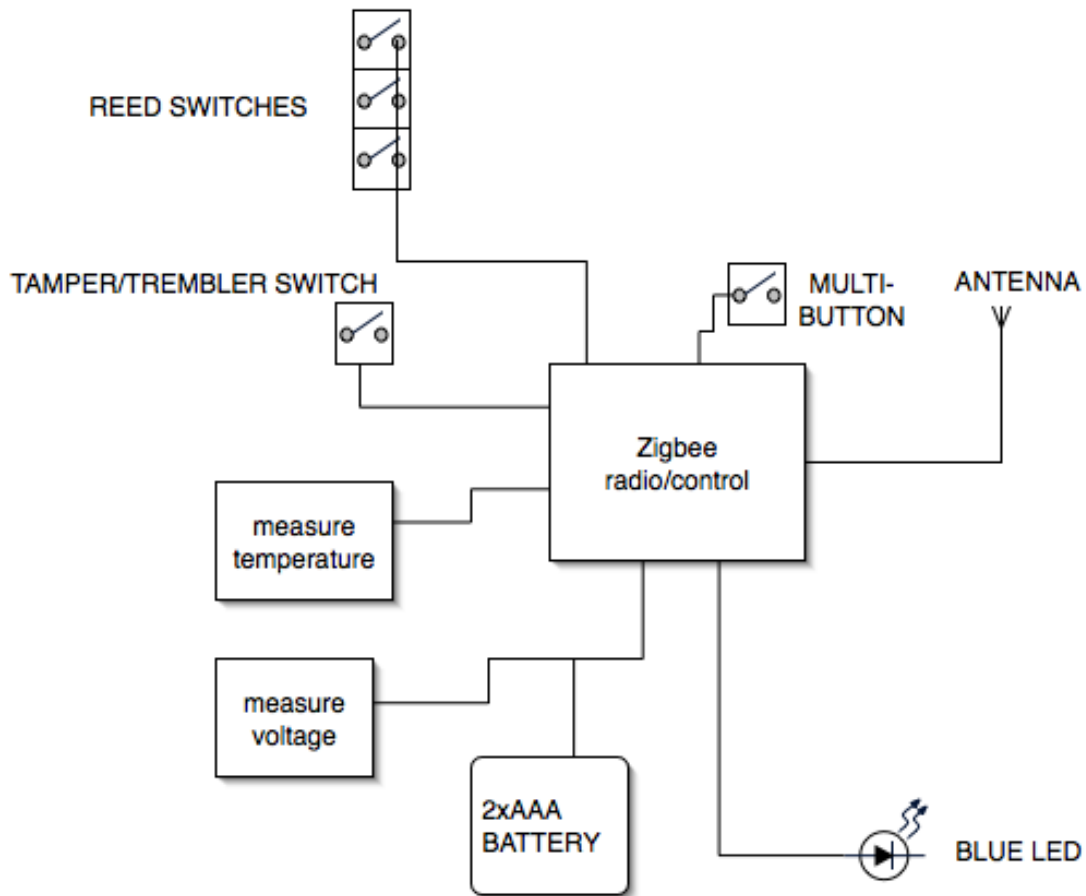 REED SWITCHES
TAMPER/TREMBLER SWITCH
MULTI-
BUTTON
ANTENNA
Zigbee
radio/control
measure
temperature
measure
voltage
2xAAA
BATTERY
BLUE LED